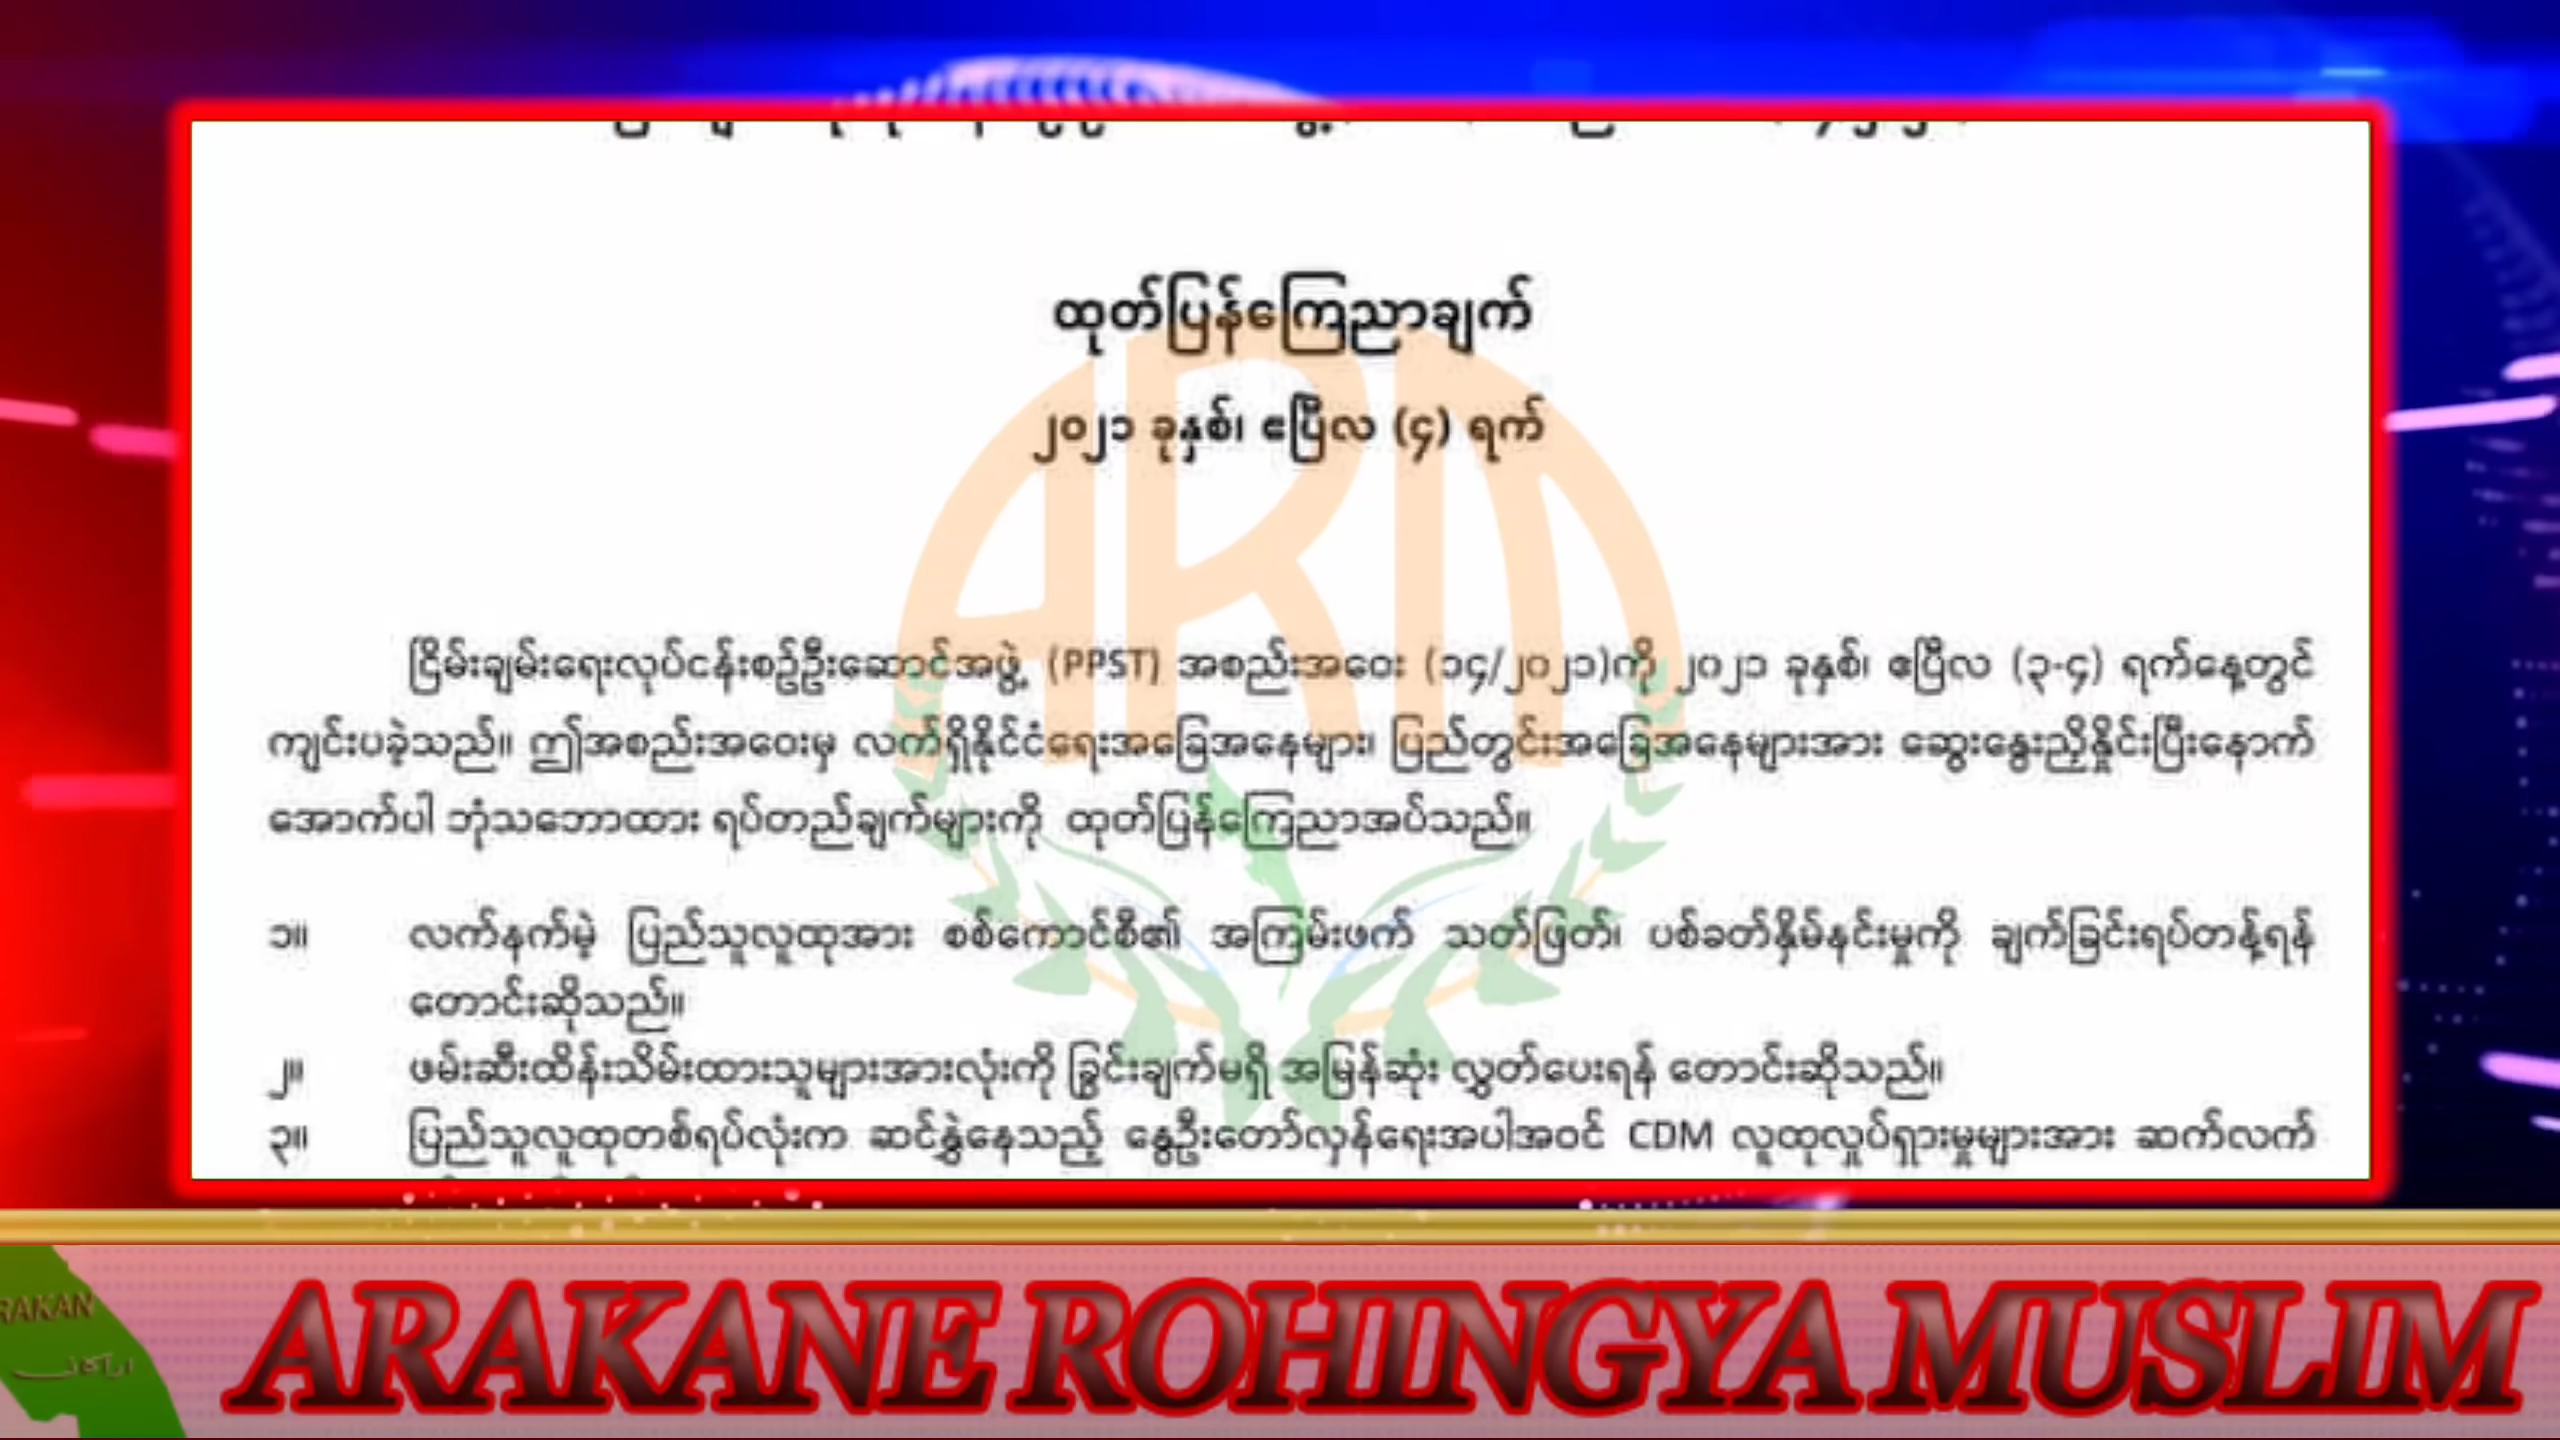 ထုတ်ပြန်ကြေညာချက်
၂၀၂၁ ခုနှစ်၊ ဧပြီလ (၄) ရက်
ARM
ငြိမ်းချမ်းရေးလုပ်ငန်းစဉ်ဦးဆောင်အဖွဲ့ (PPST) အစည်းအဝေး (၁၄/၂၀၂၁)ကို ၂၀၂၁ ခုနှစ်၊ ဧပြီလ (၃-၄) ရက်နေ့တွင်
ကျင်းပခဲ့သည်။ ဤအစည်းအဝေးမှ လက်ရှိနိုင်ငံရေးအခြေအနေများ၊ ပြည်တွင်းအခြေအနေများအား ဆွေးနွေးညှိနှိုင်းပြီးနောက်
အောက်ပါ ဘုံသဘောထား ရပ်တည်ချက်များကို ထုတ်ပြန်ကြေညာအပ်သည်။
၁။ လက်နက်မဲ့ ပြည်သူလူထုအား စစ်ကောင်စီ၏ အကြမ်းဖက် သတ်ဖြတ်၊ ပစ်ခတ်နှိမ်နင်းမှုကို ချက်ခြင်းရပ်တန့်ရန်
တောင်းဆိုသည်။
၂။ ဖမ်းဆီးထိန်းသိမ်းထားသူများအားလုံးကို ခြွင်းချက်မရှိ အမြန်ဆုံး လွှတ်ပေးရန် တောင်းဆိုသည်။
၃။ ပြည်သူလူထုတစ်ရပ်လုံးက ဆင်နွှဲနေသည့် နွေဦးတော်လှန်ရေးအပါအဝင် CDM လူထုလှုပ်ရှားမှုများအား ဆက်လက်
RAKAN
ARAKANE ROHINGYA MUSLIM